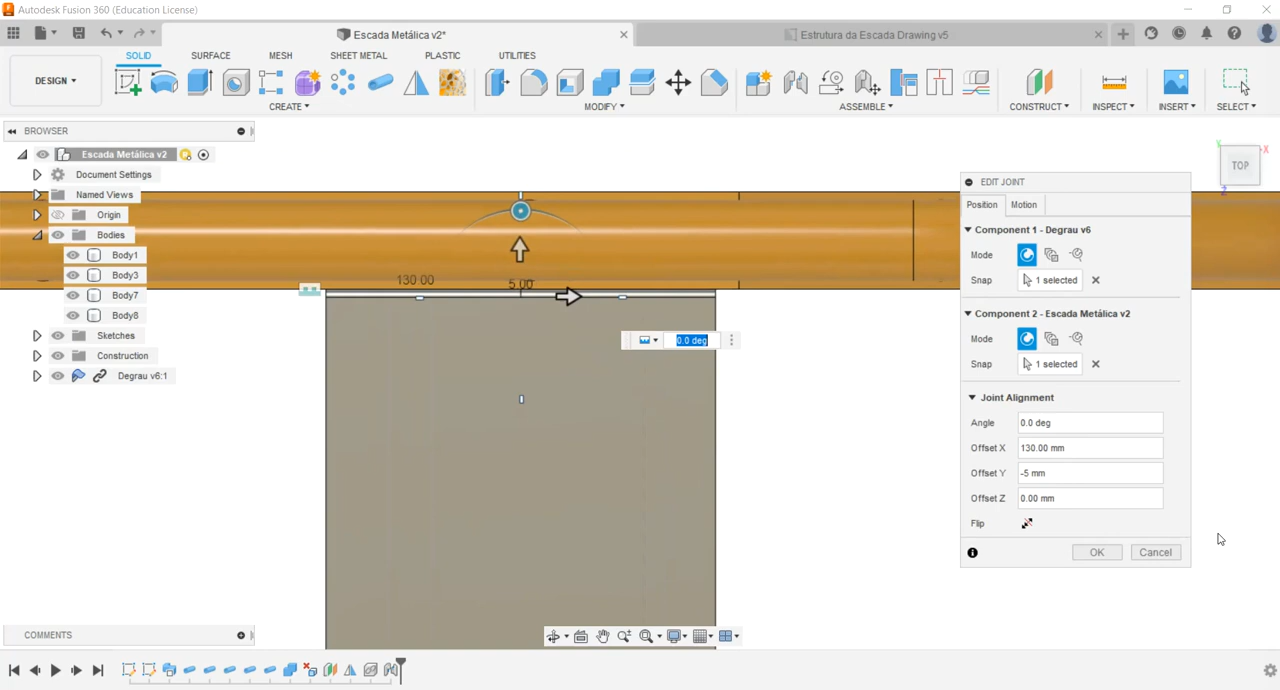 Autodesk Fusion 360 (Education License)
Escada Metálica v2*
Estrutura da Escada Drawing v5
SOLID SURFACE MESH SHEET METAL PLASTIC UTILITIES
DESIGN
CREATE MODIFY ASSEMBLE CONSTRUCT INSPECT INSERT SELECT
BROWSER
Escada Metálica v2
Document Settings
Named Views
Origin
Bodies
Body1
Body3
Body7
Body8
Sketches
Construction
Degrau v6:1
130.00
5.00
0.0 deg
TOP
X
Y
Z
EDIT JOINT
Position Motion
Component 1 - Degrau v6
Mode
Snap 1 selected
Component 2 - Escada Metálica v2
Mode
Snap 1 selected
Joint Alignment
Angle 0.0 deg
Offset X 130.00 mm
Offset Y -5 mm
Offset Z 0.00 mm
Flip
OK Cancel
COMMENTS